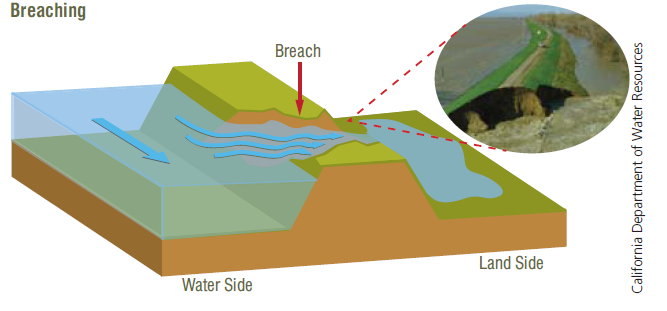 Breaching
Breach
Water Side
Land Side
California Department of Water Resources